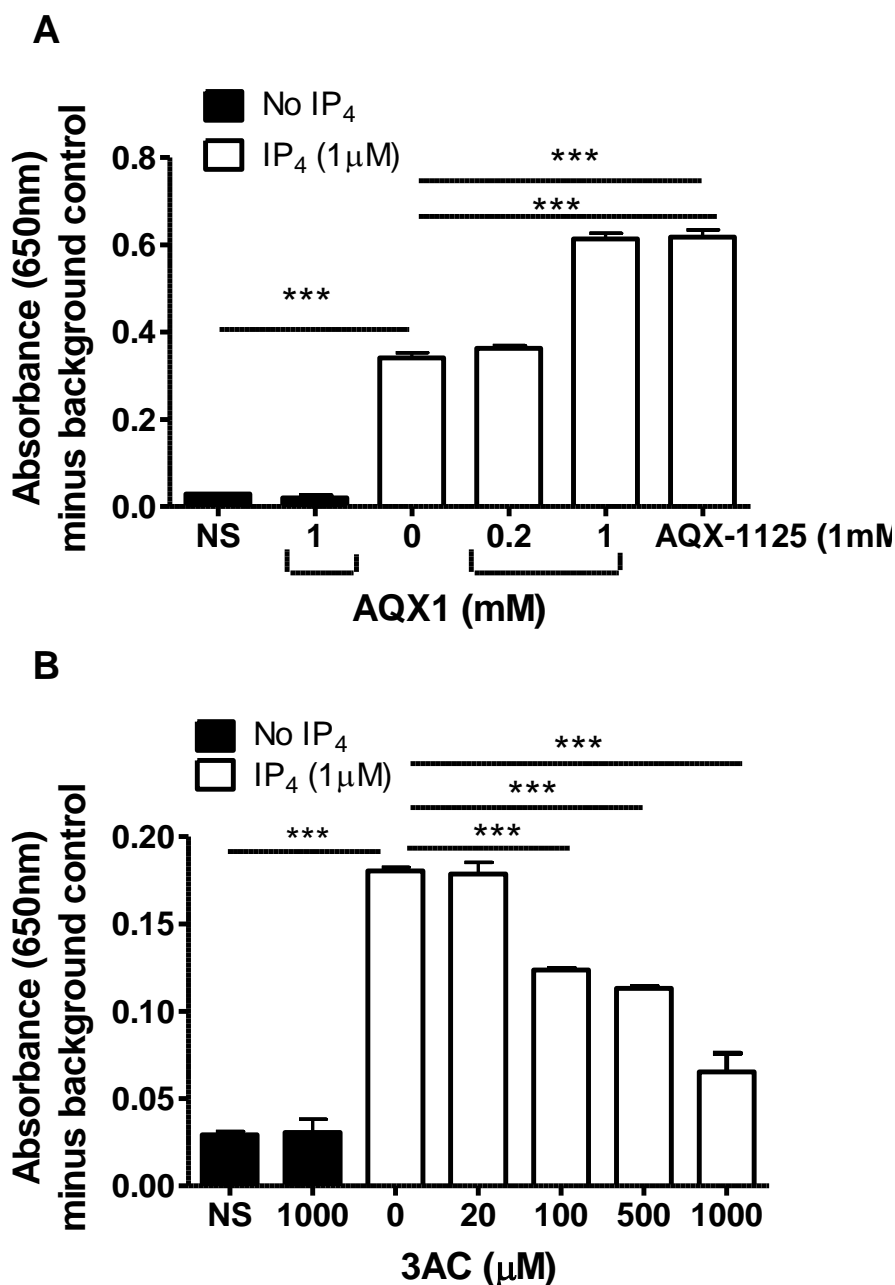 A
No IP₄
IP₄ (1μM)
Absorbance (650nm)
minus background control
0.8
0.6
0.4
0.2
0.0
***
***
***
NS 1 0 0.2 1 AQX-1125 (1mM
AQX1 (mM)
B
No IP₄
IP₄ (1μM)
Absorbance (650nm)
minus background control
0.20
0.15
0.10
0.05
0.00
***
***
***
***
NS 1000 0 20 100 500 1000
3AC (μM)